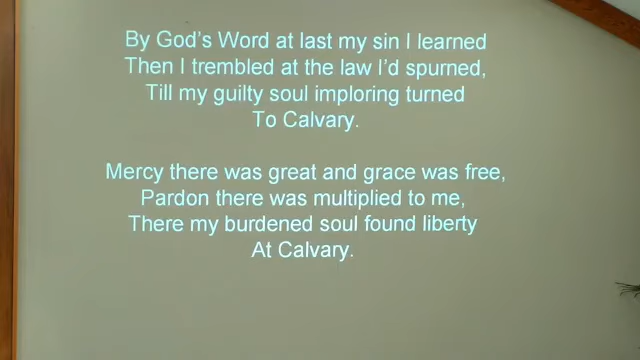 By God's Word at last my sin I learned
Then I trembled at the law I'd spurned,
Till my guilty soul imploring turned
To Calvary.
Mercy there was great and grace was free,
Pardon there was multiplied to me,
There my burdened soul found liberty
At Calvary.